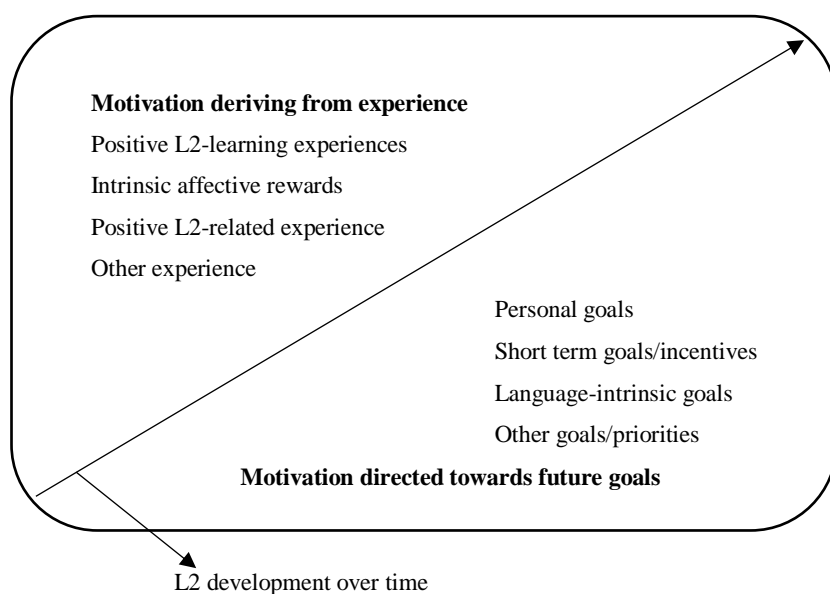 Motivation deriving from experience
Positive L2-learning experiences
Intrinsic affective rewards
Positive L2-related experience
Other experience
Personal goals
Short term goals/incentives
Language-intrinsic goals
Other goals/priorities
Motivation directed towards future goals
L2 development over time